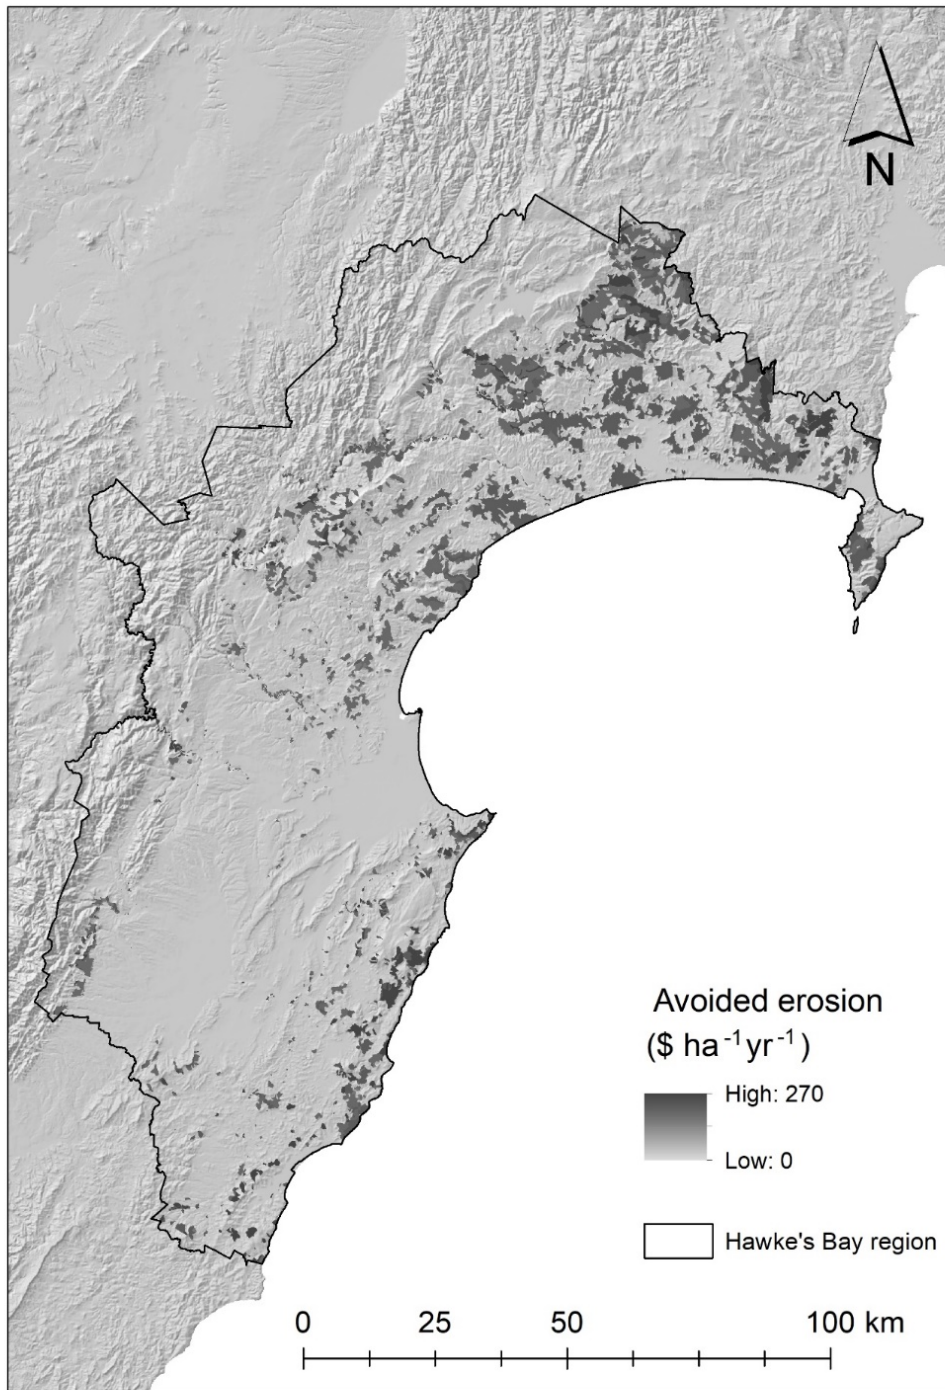 N
Avoided erosion
($ ha⁻¹yr⁻¹)
High: 270
Low: 0
Hawke's Bay region
0 25 50 100 km